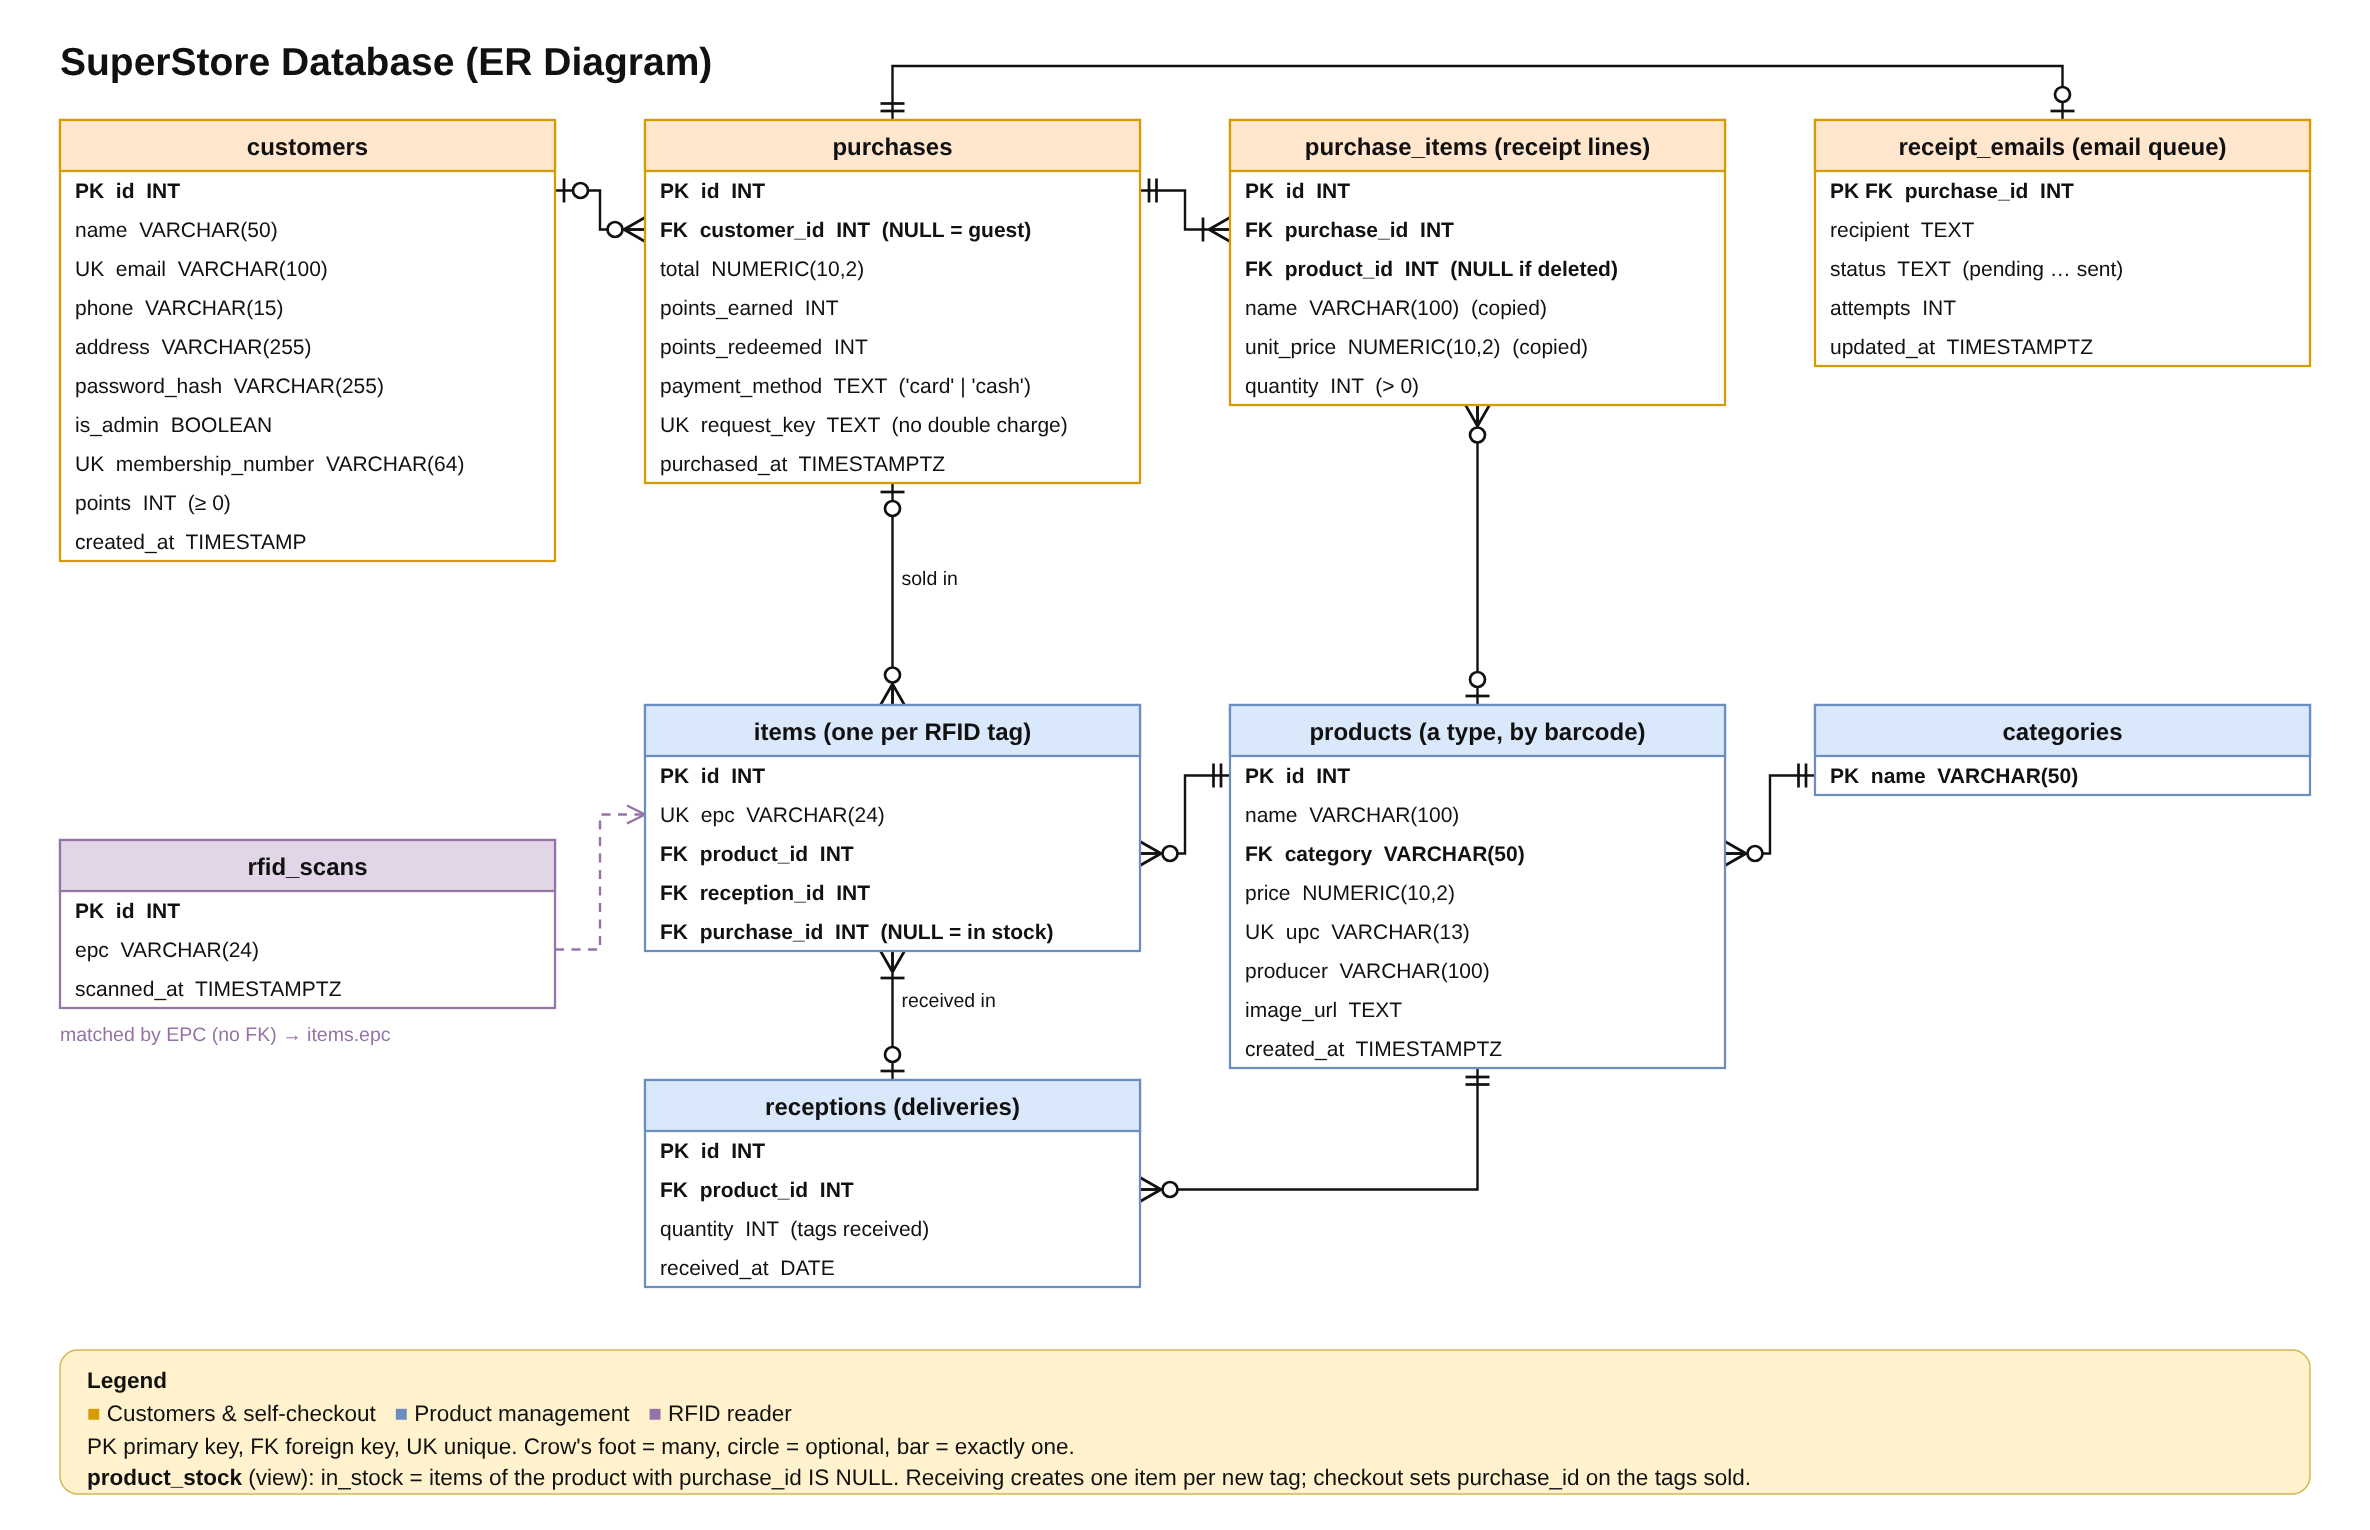 SuperStore Database (ER Diagram)
customers
PK id INT
name VARCHAR(50)
UK email VARCHAR(100)
phone VARCHAR(15)
address VARCHAR(255)
password_hash VARCHAR(255)
is_admin BOOLEAN
UK membership_number VARCHAR(64)
points INT (≥ 0)
created_at TIMESTAMP
purchases
PK id INT
FK customer_id INT (NULL = guest)
total NUMERIC(10,2)
points_earned INT
points_redeemed INT
payment_method TEXT ('card' | 'cash')
UK request_key TEXT (no double charge)
purchased_at TIMESTAMPTZ
purchase_items (receipt lines)
PK id INT
FK purchase_id INT
FK product_id INT (NULL if deleted)
name VARCHAR(100) (copied)
unit_price NUMERIC(10,2) (copied)
quantity INT (> 0)
receipt_emails (email queue)
PK FK purchase_id INT
recipient TEXT
status TEXT (pending … sent)
attempts INT
updated_at TIMESTAMPTZ
sold in
items (one per RFID tag)
PK id INT
UK epc VARCHAR(24)
FK product_id INT
FK reception_id INT
FK purchase_id INT (NULL = in stock)
products (a type, by barcode)
PK id INT
name VARCHAR(100)
FK category VARCHAR(50)
price NUMERIC(10,2)
UK upc VARCHAR(13)
producer VARCHAR(100)
image_url TEXT
created_at TIMESTAMPTZ
categories
PK name VARCHAR(50)
rfid_scans
PK id INT
epc VARCHAR(24)
scanned_at TIMESTAMPTZ
matched by EPC (no FK) → items.epc
received in
receptions (deliveries)
PK id INT
FK product_id INT
quantity INT (tags received)
received_at DATE
Legend
■ Customers & self-checkout ■ Product management ■ RFID reader
PK primary key, FK foreign key, UK unique. Crow's foot = many, circle = optional, bar = exactly one.
product_stock (view): in_stock = items of the product with purchase_id IS NULL. Receiving creates one item per new tag; checkout sets purchase_id on the tags sold.